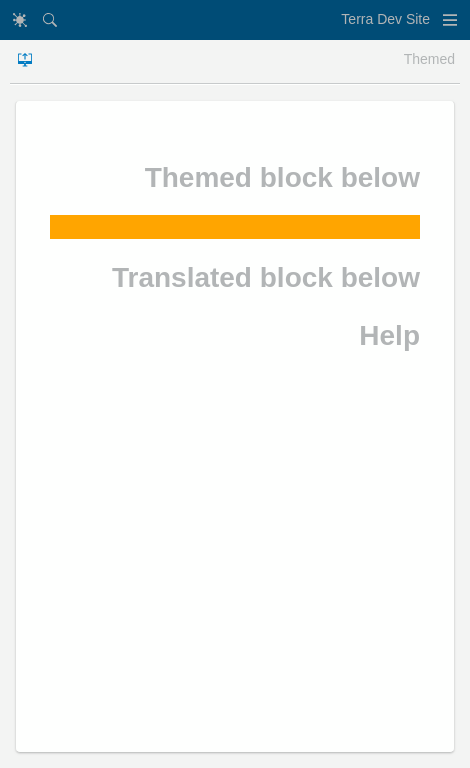 Terra Dev Site
Themed
Themed block below
Translated block below
Help